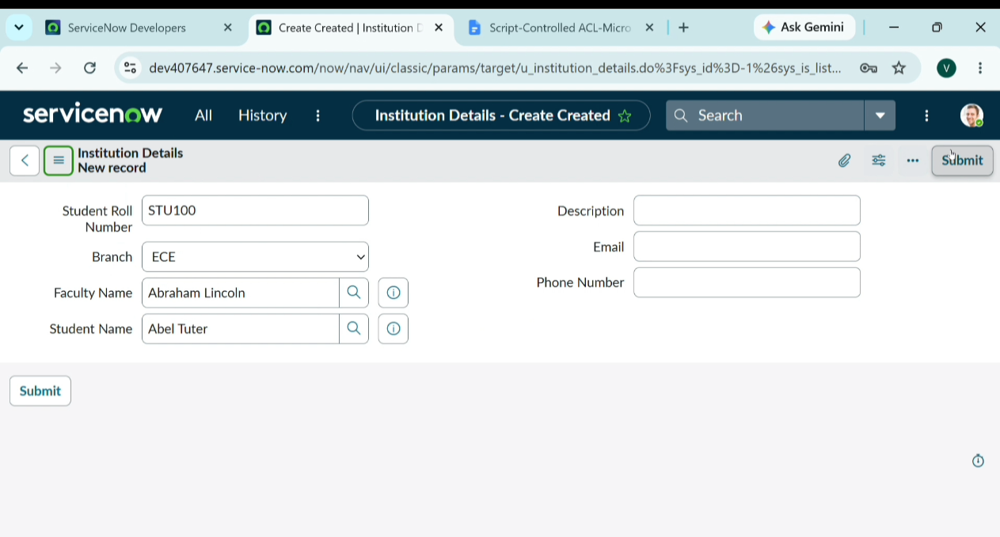 ServiceNow Developers
Create Created | Institution D
Script-Controlled ACL-Micro
Ask Gemini
dev407647.service-now.com/now/nav/ui/classic/params/target/u_institution_details.do%3Fsys_id%3D-1%26sys_is_list...
V
servicenow
All
History
Institution Details - Create Created
Search
Institution Details
New record
Submit
Student Roll
Number
STU100
Branch
ECE
Faculty Name
Abraham Lincoln
Student Name
Abel Tuter
Description
Email
Phone Number
Submit